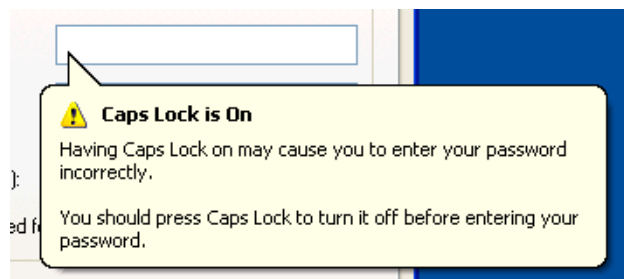 Caps Lock is On
Having Caps Lock on may cause you to enter your password
incorrectly.
You should press Caps Lock to turn it off before entering your
password.
):
ed f